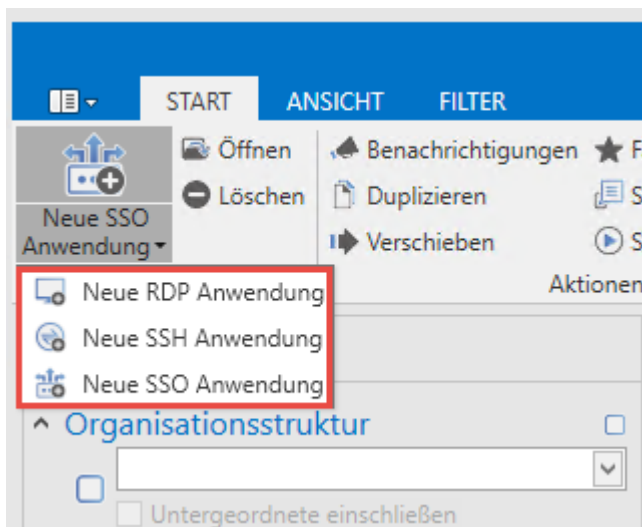 START ANSICHT FILTER
Öffnen Benachrichtigungen F
Löschen Duplizieren S
Neue SSO
Anwendung Verschieben S
Aktionen
Neue RDP Anwendung
Neue SSH Anwendung
Neue SSO Anwendung
Organisationsstruktur
Untergeordnete einschließen